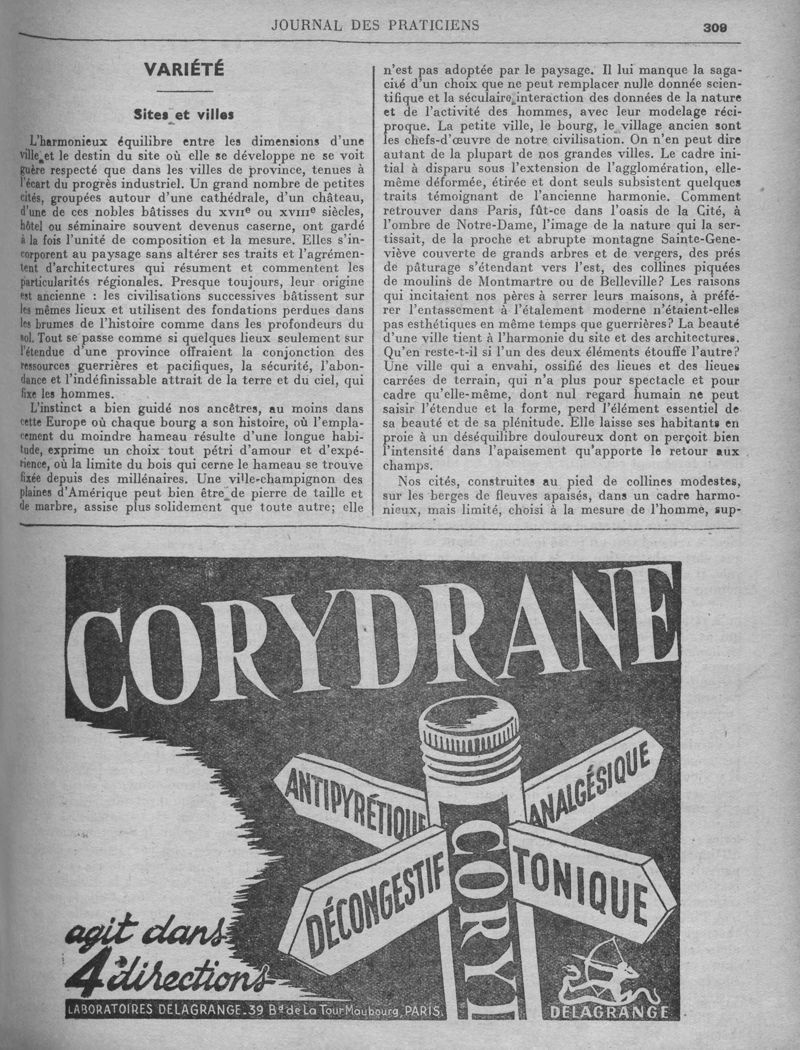 JOURNAL DES PRATICIENS
309
VARIÉTÉ
Sites et villes
L'harmonieux équilibre entre les dimensions d'une
ville et le destin du site où elle se développe ne se voit
guère respecté que dans les villes de province, tenues à
l'écart du progrès industriel. Un grand nombre de petites
cités, groupées autour d'une cathédrale, d'un château,
d'une de ces nobles bâtisses du XVIIe ou XVIIIe siècles,
hôtel ou séminaire souvent devenus caserne, ont gardé
à la fois l'unité de composition et la mesure. Elles s'in-
corporent au paysage sans altérer ses traits et l'agrémen-
tent d'architectures qui résument et commentent les
particularités régionales. Presque toujours, leur origine
est ancienne : les civilisations successives bâtissent sur
les mêmes lieux et utilisent des fondations perdues dans
les brumes de l'histoire comme dans les profondeurs du
sol. Tout se passe comme si quelques lieux seulement sur
l'étendue d'une province offraient la conjonction des
ressources guerrières et pacifiques, la sécurité, l'abon-
dance et l'indéfinissable attrait de la terre et du ciel, qui
fixe les hommes.
L'instinct a bien guidé nos ancêtres, au moins dans
cette Europe où chaque bourg a son histoire, où l'empla-
cement du moindre hameau résulte d'une longue habi-
tude, exprime un choix tout pétri d'amour et d'expé-
rience, où la limite du bois qui cerne le hameau se trouve
fixée depuis des millénaires. Une ville-champignon des
plaines d'Amérique peut bien être de pierre de taille et
de marbre, assise plus solidement que toute autre; elle
n'est pas adoptée par le paysage. Il lui manque la saga-
cité d'un choix que ne peut remplacer nulle donnée scien-
tifique et la séculaire interaction des données de la nature
et de l'activité des hommes, avec leur modelage réci-
proque. La petite ville, le bourg, le village ancien sont
les chefs-d'œuvre de notre civilisation. On n'en peut dire
autant de la plupart de nos grandes villes. Le cadre ini-
tial à disparu sous l'extension de l'agglomération, elle-
même déformée, étirée et dont seuls subsistent quelques
traits témoignant de l'ancienne harmonie. Comment
retrouver dans Paris, fût-ce dans l'oasis de la Cité, à
l'ombre de Notre-Dame, l'image de la nature qui la ser-
tissait, de la proche et abrupte montagne Sainte-Gene-
viève couverte de grands arbres et de vergers, des prés
de pâturage s'étendant vers l'est, des collines piquées
de moulins de Montmartre ou de Belleville? Les raisons
qui incitaient nos pères à serrer leurs maisons, à préfé-
rer l'entassement à l'étalement moderne n'étaient-elles
pas esthétiques en même temps que guerrières? La beauté
d'une ville tient à l'harmonie du site et des architectures.
Qu'en reste-t-il si l'un des deux éléments étouffe l'autre?
Une ville qui a envahi, ossifié des lieues et des lieues
carrées de terrain, qui n'a plus pour spectacle et pour
cadre qu'elle-même, dont nul regard humain ne peut
saisir l'étendue et la forme, perd l'élément essentiel de
sa beauté et de sa plénitude. Elle laisse ses habitants en
proie à un déséquilibre douloureux dont on perçoit bien
l'intensité dans l'apaisement qu'apporte le retour aux
champs.
Nos cités, construites au pied de collines modestes,
sur les berges de fleuves apaisés, dans un cadre harmo-
nieux, mais limité, choisi à la mesure de l'homme, sup-
CORYDRANE
ANTIPYRÉTIQUE
ANALGÉSIQUE
DÉCONGESTIF
TONIQUE
CORYI
agit dans
4 directions
LABORATOIRES DELAGRANGE.39 Bd de La Tour Maubourg, PARIS.
DELAGRANGE